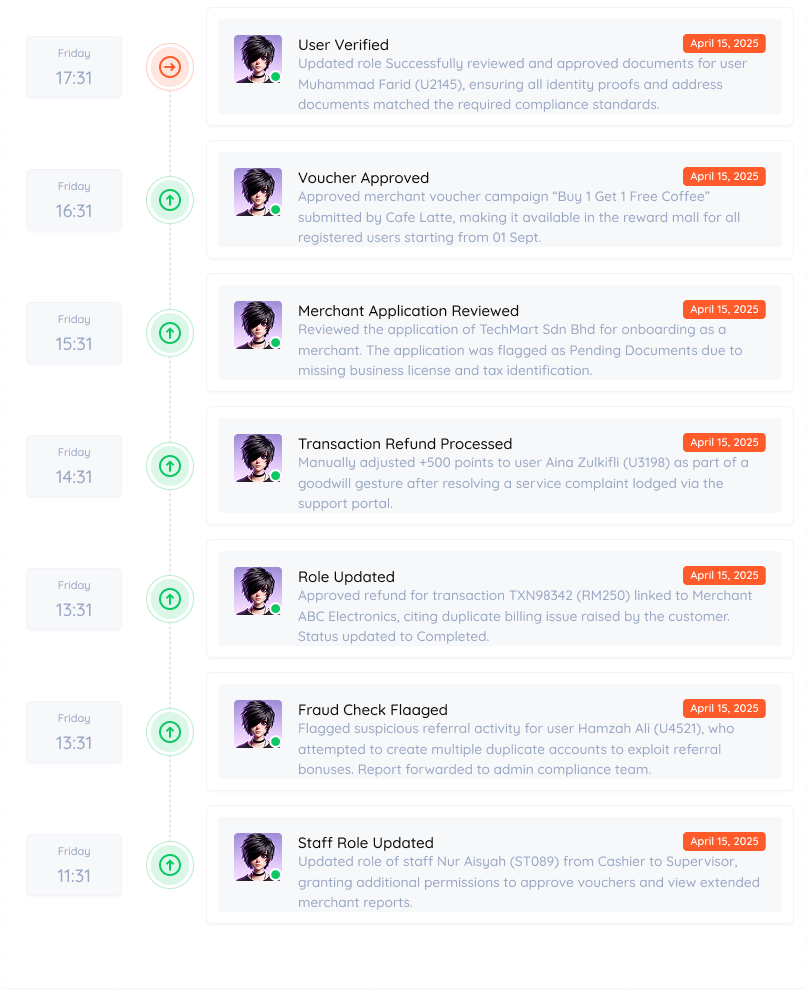 Friday
17:31
User Verified
April 15, 2025
Updated role Successfully reviewed and approved documents for user
Muhammad Farid (U2145), ensuring all identity proofs and address
documents matched the required compliance standards.
Friday
16:31
Voucher Approved
April 15, 2025
Approved merchant voucher campaign “Buy 1 Get 1 Free Coffee”
submitted by Cafe Latte, making it available in the reward mall for all
registered users starting from 01 Sept.
Friday
15:31
Merchant Application Reviewed
April 15, 2025
Reviewed the application of TechMart Sdn Bhd for onboarding as a
merchant. The application was flagged as Pending Documents due to
missing business license and tax identification.
Friday
14:31
Transaction Refund Processed
April 15, 2025
Manually adjusted +500 points to user Aina Zulkifli (U3198) as part of a
goodwill gesture after resolving a service complaint lodged via the
support portal.
Friday
13:31
Role Updated
April 15, 2025
Approved refund for transaction TXN98342 (RM250) linked to Merchant
ABC Electronics, citing duplicate billing issue raised by the customer.
Status updated to Completed.
Friday
13:31
Fraud Check Flaaged
April 15, 2025
Flagged suspicious referral activity for user Hamzah Ali (U4521), who
attempted to create multiple duplicate accounts to exploit referral
bonuses. Report forwarded to admin compliance team.
Friday
11:31
Staff Role Updated
April 15, 2025
Updated role of staff Nur Aisyah (ST089) from Cashier to Supervisor,
granting additional permissions to approve vouchers and view extended
merchant reports.